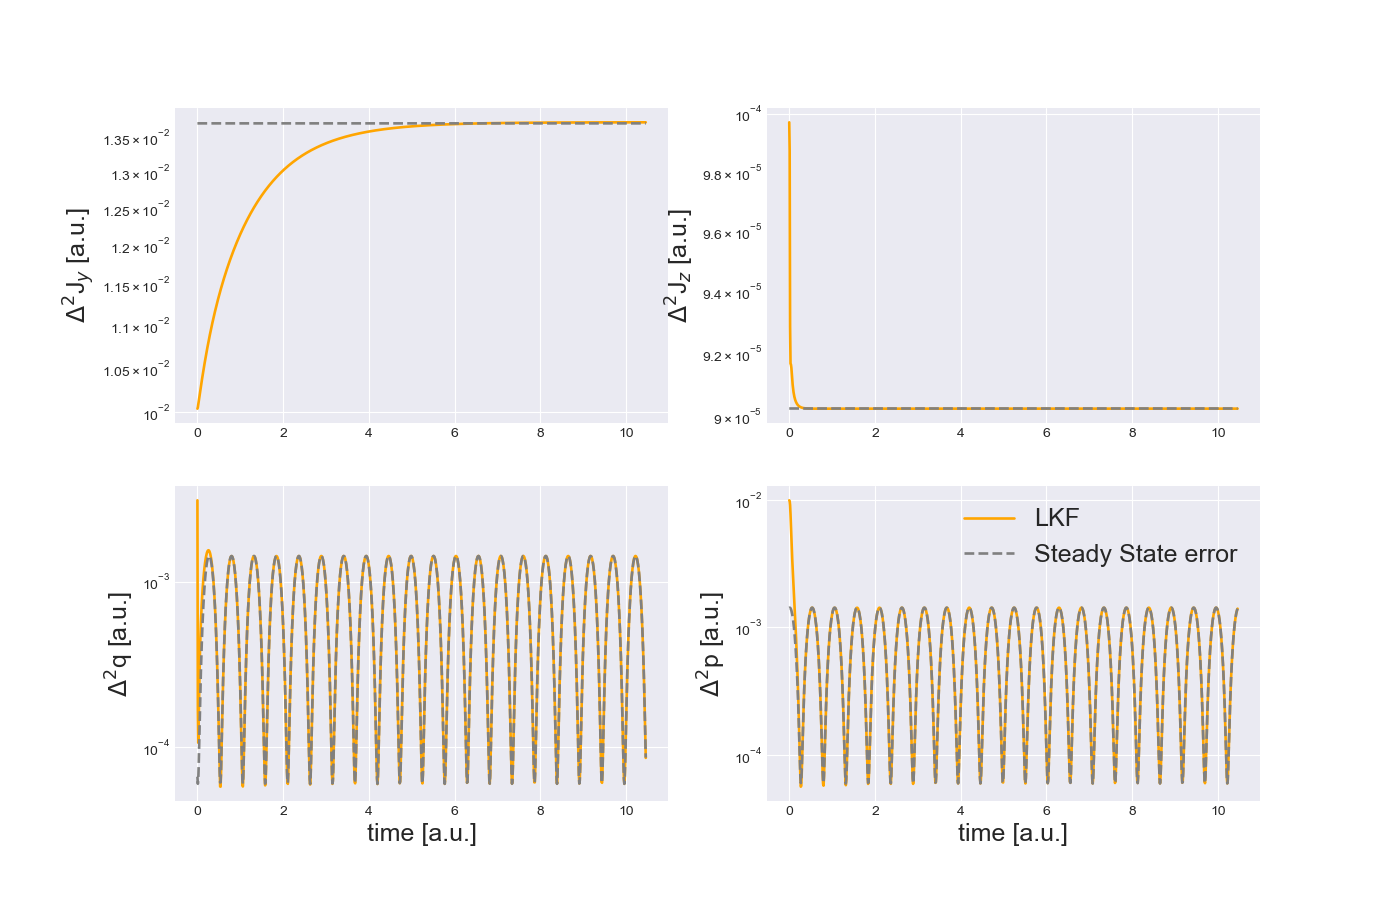 Δ²J_y [a.u.]
1.35 × 10⁻²
1.3 × 10⁻²
1.25 × 10⁻²
1.2 × 10⁻²
1.15 × 10⁻²
1.1 × 10⁻²
1.05 × 10⁻²
10⁻²
0 2 4 6 8 10
Δ²J_z [a.u.]
10⁻⁴
9.8 × 10⁻⁵
9.6 × 10⁻⁵
9.4 × 10⁻⁵
9.2 × 10⁻⁵
9 × 10⁻⁵
0 2 4 6 8 10
Δ²q [a.u.]
10⁻³
10⁻⁴
0 2 4 6 8 10
time [a.u.]
Δ²p [a.u.]
10⁻²
10⁻³
10⁻⁴
LKF
Steady State error
0 2 4 6 8 10
time [a.u.]